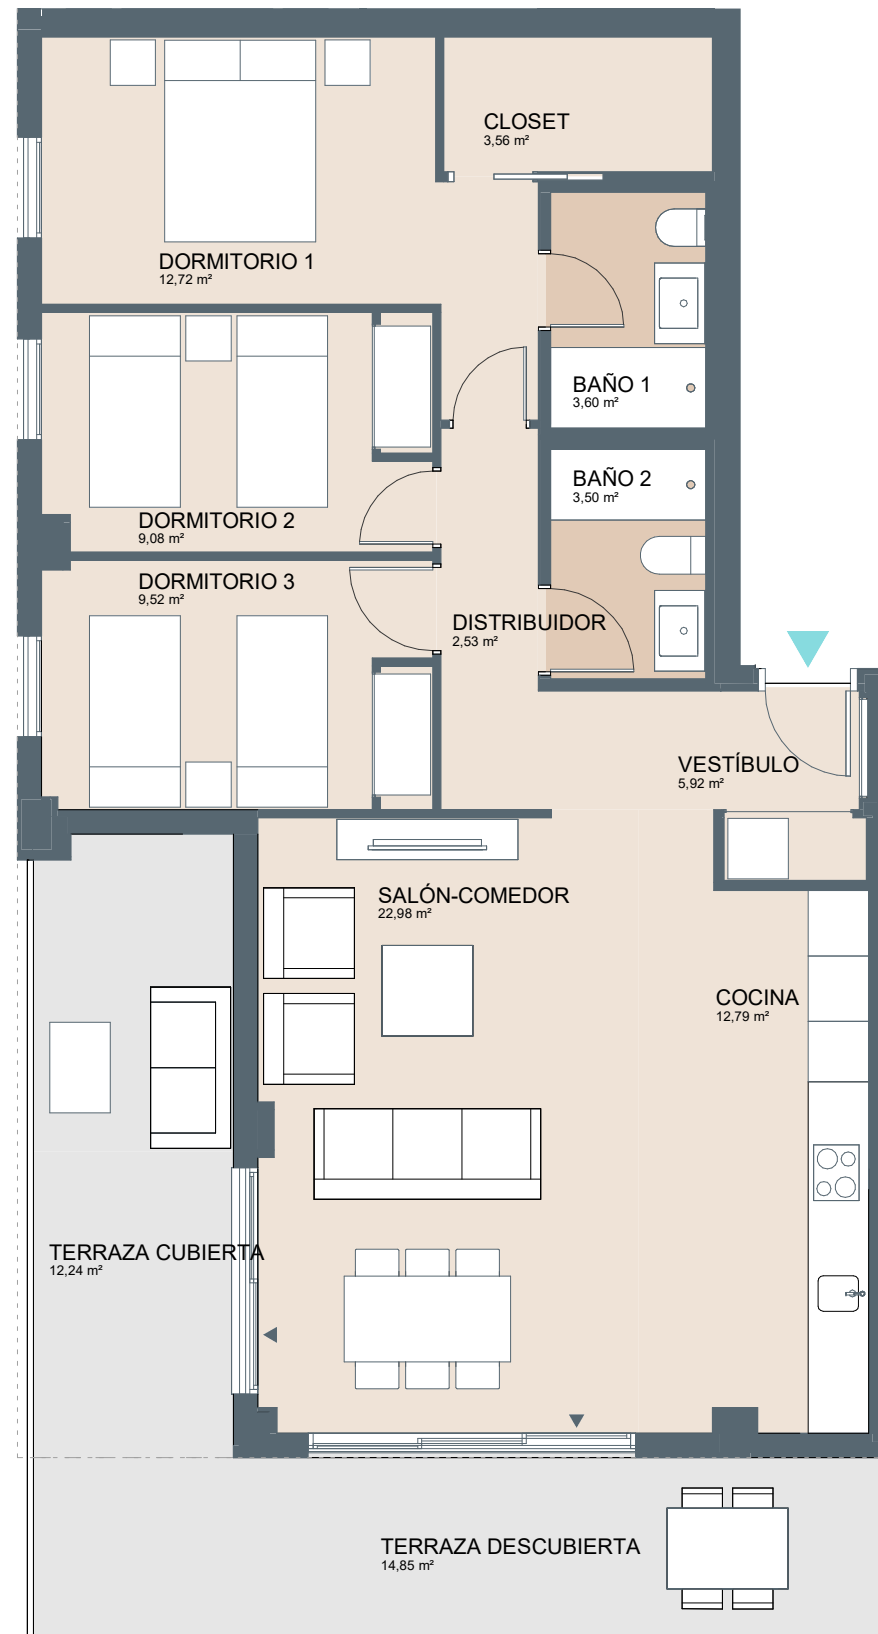 CLOSET
3,56 m²
DORMITORIO 1
12,72 m²
BAÑO 1
3,60 m²
BAÑO 2
3,50 m²
DORMITORIO 2
9,08 m²
DORMITORIO 3
9,52 m²
DISTRIBUIDOR
2,53 m²
VESTÍBULO
5,92 m²
SALÓN-COMEDOR
22,98 m²
COCINA
12,79 m²
TERRAZA CUBIERTA
12,24 m²
TERRAZA DESCUBIERTA
14,85 m²